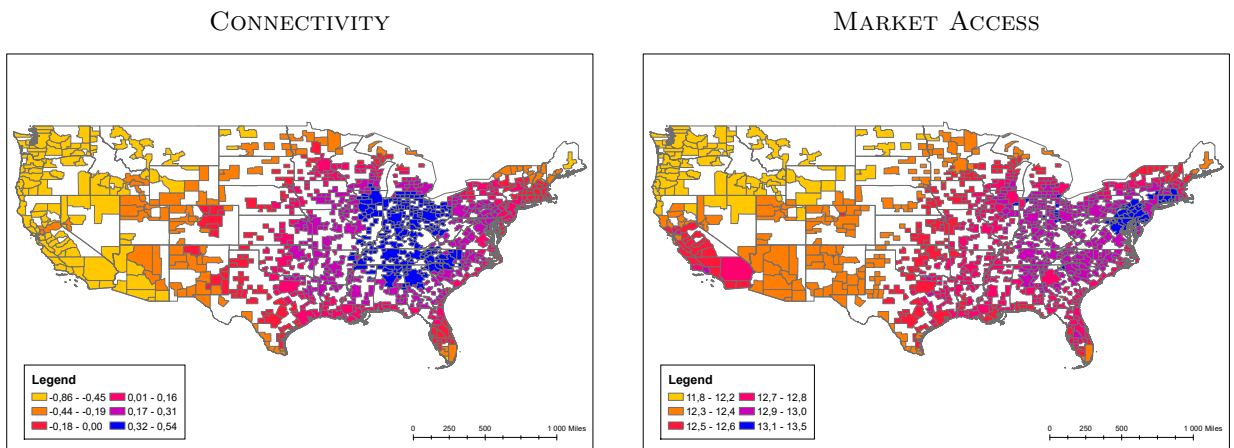 CONNECTIVITY
Legend
-0,86 - -0,45
0,01 - 0,16
-0,44 - -0,19
0,17 - 0,31
-0,18 - 0,00
0,32 - 0,54
0 250 500 1 000 Miles
MARKET ACCESS
Legend
11,8 - 12,2
12,7 - 12,8
12,3 - 12,4
12,9 - 13,0
12,5 - 12,6
13,1 - 13,5
0 250 500 1 000 Miles